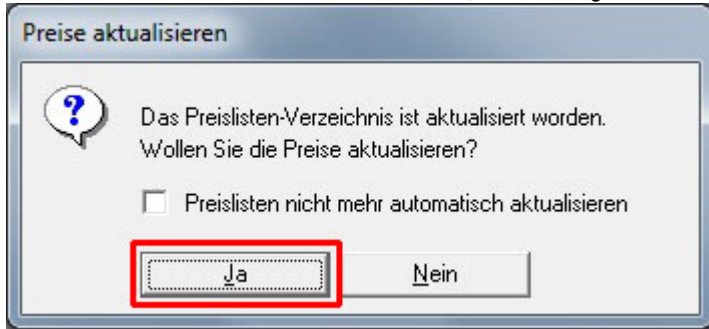 Preise aktualisieren
Das Preislisten-Verzeichnis ist aktualisiert worden.
Wollen Sie die Preise aktualisieren?
Preislisten nicht mehr automatisch aktualisieren
Ja
Nein